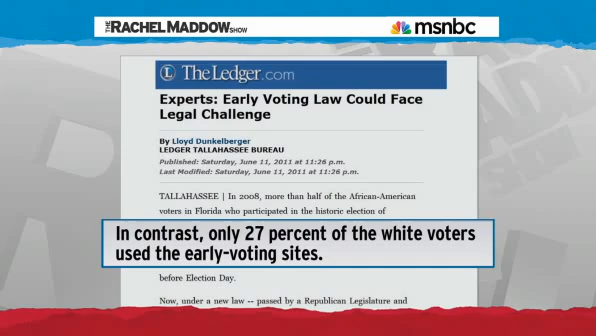 THE RACHEL MADDOW SHOW
msnbc
L TheLedger.com
Experts: Early Voting Law Could Face
Legal Challenge
By Lloyd Dunkelberger
LEDGER TALLAHASSEE BUREAU
Published: Saturday, June 11, 2011 at 11:26 p.m.
Last Modified: Saturday, June 11, 2011 at 11:26 p.m.
TALLAHASSEE | In 2008, more than half of the African-American
voters in Florida who participated in the historic election of
In contrast, only 27 percent of the white voters
used the early-voting sites.
before Election Day.
Now, under a new law -- passed by a Republican Legislature and